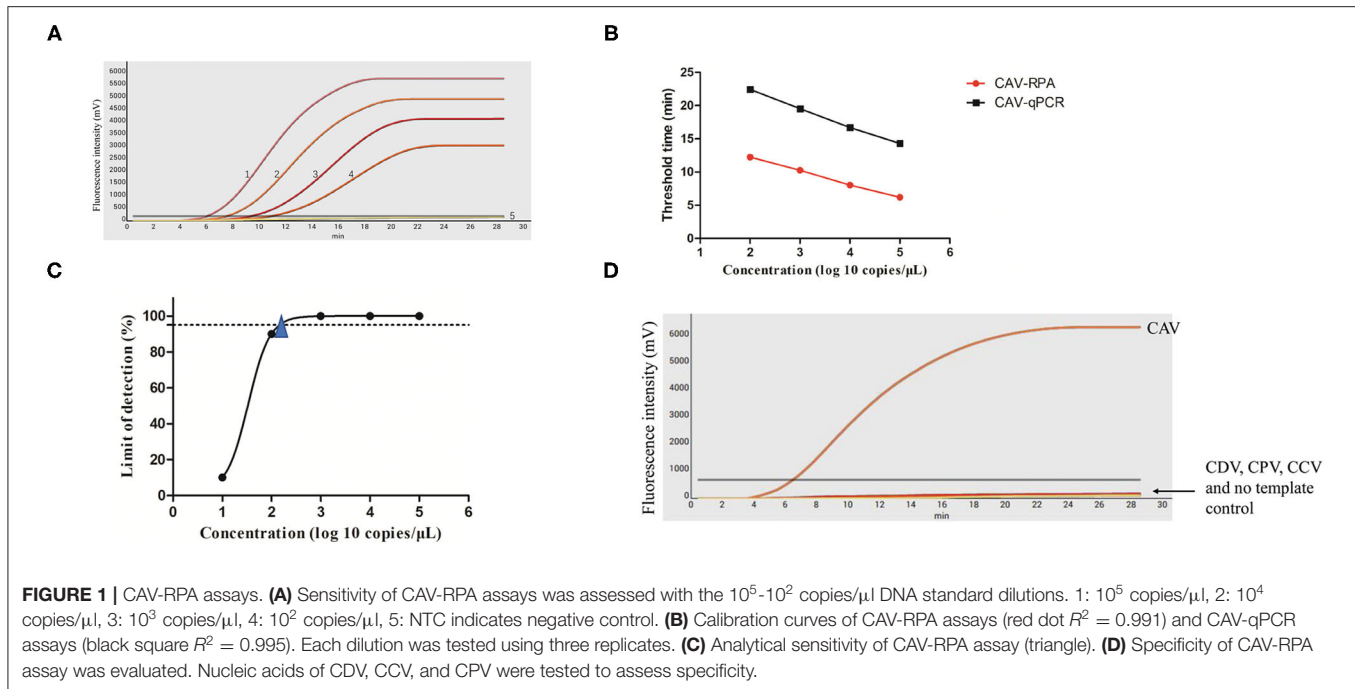 A
6000
5500
5000
4500
4000
3500
3000
2500
2000
1500
1000
500
0
Fluorescence intensity (mV)
1
2
3
4
5
0 2 4 6 8 10 12 14 16 18 20 22 24 26 28 30
min
B
25
20
15
10
5
0
Threshold time (min)
CAV-RPA
CAV-qPCR
1 2 3 4 5 6
Concentration (log 10 copies/μL)
C
100
80
60
40
20
0
Limit of detection (%)
0 1 2 3 4 5 6
Concentration (log 10 copies/μL)
D
6000
5000
4000
3000
2000
1000
0
Fluorescence intensity (mV)
CAV
CDV, CPV, CCV
and no template
control
0 2 4 6 8 10 12 14 16 18 20 22 24 26 28 30
min
FIGURE 1 | CAV-RPA assays. (A) Sensitivity of CAV-RPA assays was assessed with the 10⁵-10² copies/μl DNA standard dilutions. 1: 10⁵ copies/μl, 2: 10⁴
copies/μl, 3: 10³ copies/μl, 4: 10² copies/μl, 5: NTC indicates negative control. (B) Calibration curves of CAV-RPA assays (red dot R² = 0.991) and CAV-qPCR
assays (black square R² = 0.995). Each dilution was tested using three replicates. (C) Analytical sensitivity of CAV-RPA assay (triangle). (D) Specificity of CAV-RPA
assay was evaluated. Nucleic acids of CDV, CCV, and CPV were tested to assess specificity.